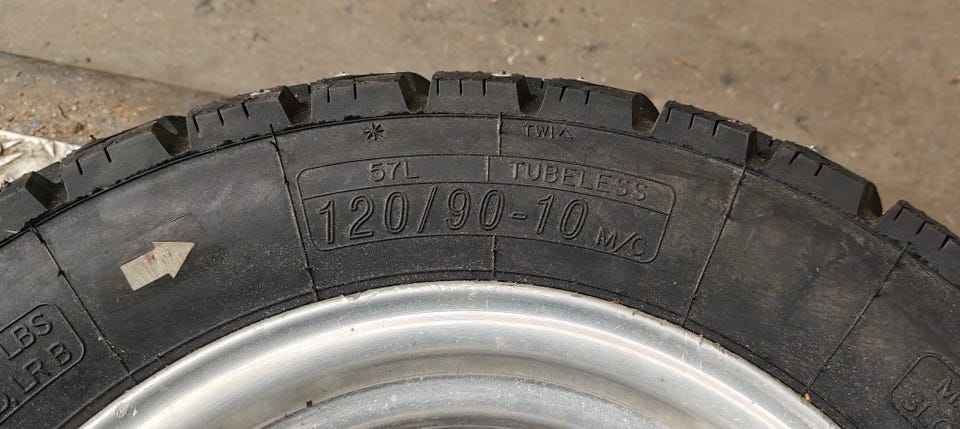 TWI
57L TUBELESS
120/90-10 M/C
LBS
LR B